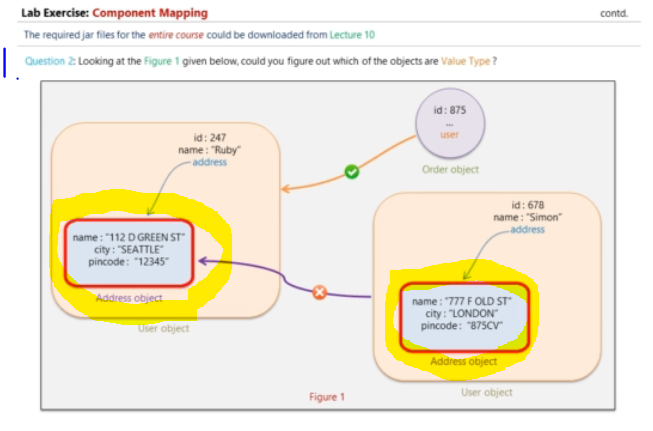 Lab Exercise: Component Mapping
contd.
The required jar files for the entire course could be downloaded from Lecture 10
Question 2: Looking at the Figure 1 given below, could you figure out which of the objects are Value Type ?
id : 875
...
user
Order object
id : 247
name : "Ruby"
address
name : "112 D GREEN ST"
city : "SEATTLE"
pincode : "12345"
Address object
User object
id : 678
name : "Simon"
address
name : "777 F OLD ST"
city : "LONDON"
pincode : "875CV"
Address object
User object
Figure 1